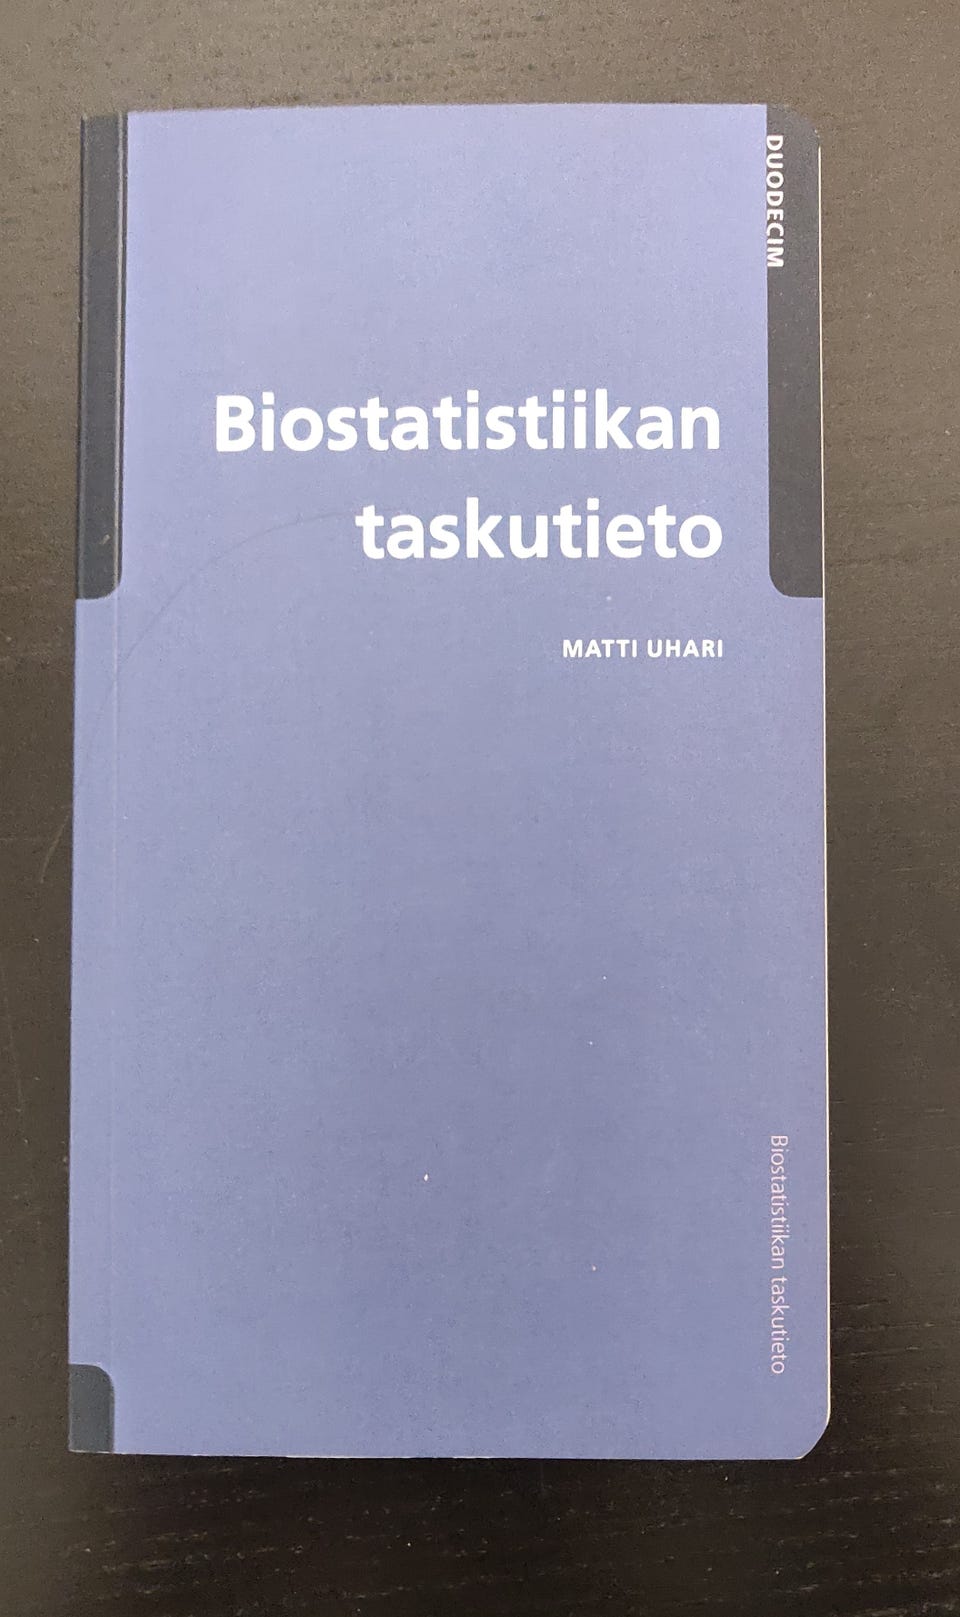 DUODECIM
Biostatistiikan
taskutieto
MATTI UHARI
Biostatistiikan taskutieto